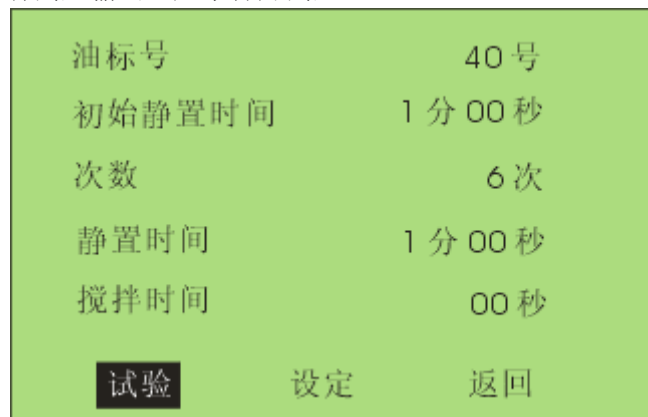 油标号 40号
初始静置时间 1分00秒
次数 6次
静置时间 1分00秒
搅拌时间 00秒
试验 设定 返回